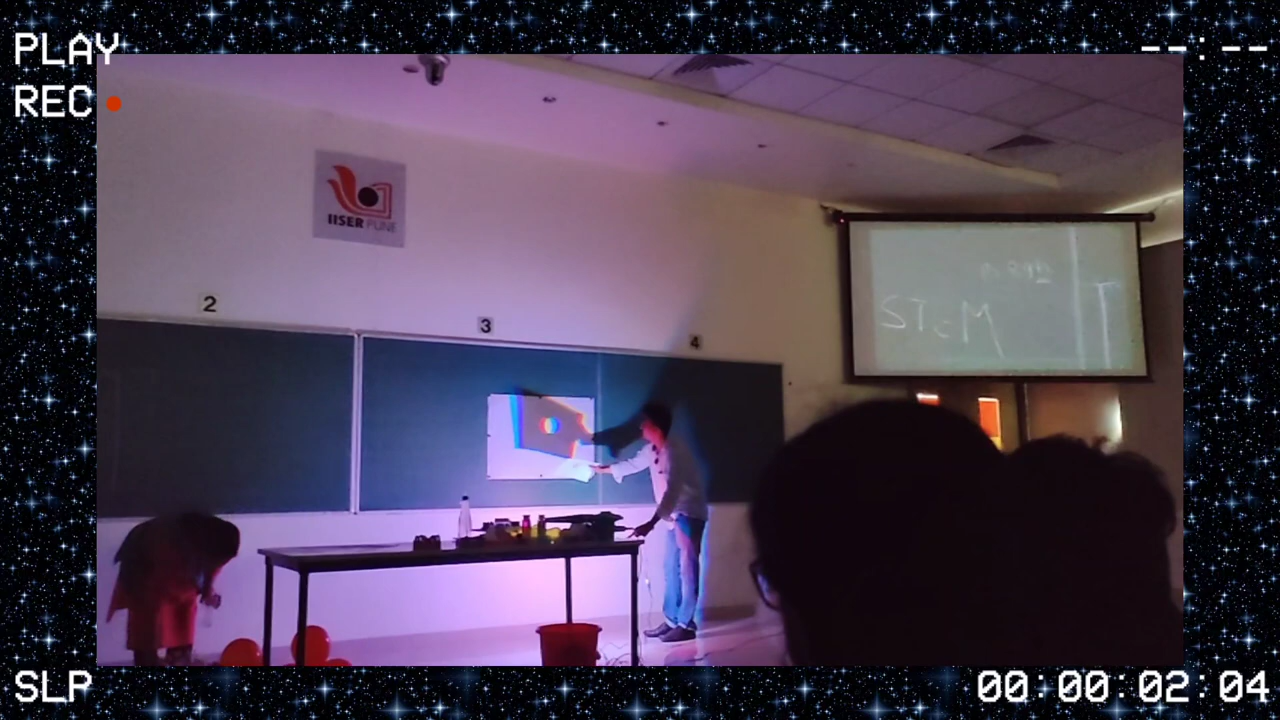 PLAY
--:--
REC
IISER PUNE
2
3
4
STeM
SLP
00:00:02:04